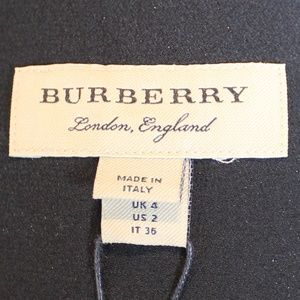 BURBERRY
London, England
MADE IN
ITALY
UK 4
US 2
IT 36